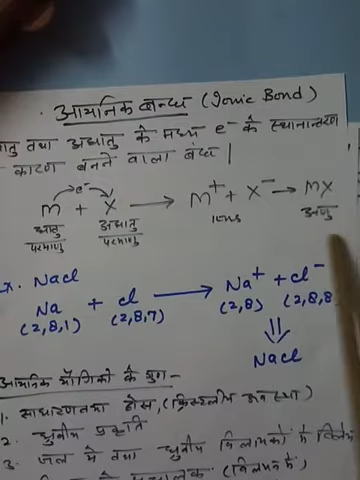 आयनिक बन्ध (Ionic Bond)
धातु तथा अधातु के मध्य e⁻ के स्थानान्तरण
कारण बनने वाला बंध |
e⁻
M + X → M⁺ + X⁻ → MX
धातु परमाणु अधातु परमाणु ions अणु
x. NaCl
Na + Cl → Na⁺ + Cl⁻
(2,8,1) (2,8,7) (2,8) (2,8,8
NaCl
आयनिक यौगिकों के गुण-
1. साधारणतया ठोस, (क्रिस्टलीय अवस्था)
2. ध्रुवीय प्रकृति
3. जल में तथा ध्रुवीय विलायकों में विलेय